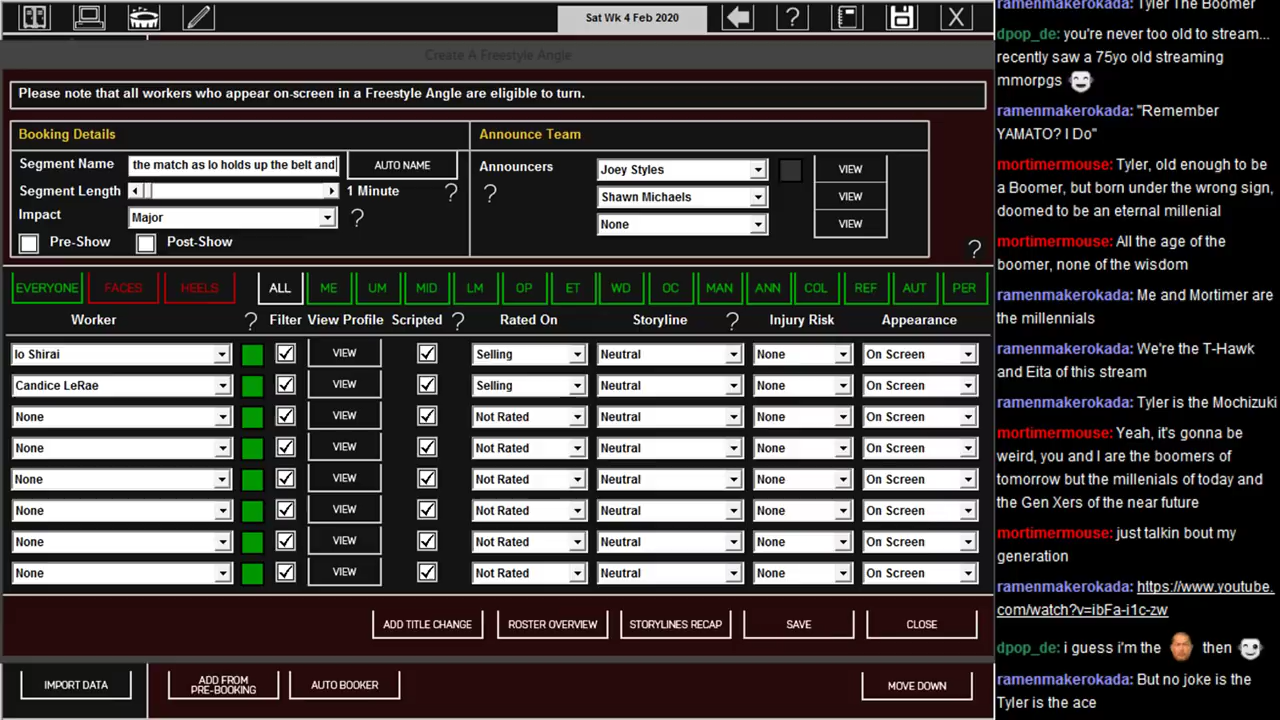 Sat Wk 4 Feb 2020
Create A Freestyle Angle
Please note that all workers who appear on-screen in a Freestyle Angle are eligible to turn.
Booking Details
Segment Name the match as Io holds up the belt and AUTO NAME
Segment Length 1 Minute ?
Impact Major ?
Pre-Show Post-Show
Announce Team
Announcers Joey Styles VIEW
? Shawn Michaels VIEW
None VIEW
?
EVERYONE FACES HEELS ALL ME UM MID LM OP ET WD OC MAN ANN COL REF AUT PER
Worker ? Filter View Profile Scripted ? Rated On Storyline ? Injury Risk Appearance
Io Shirai VIEW Selling Neutral None On Screen
Candice LeRae VIEW Selling Neutral None On Screen
None VIEW Not Rated Neutral None On Screen
None VIEW Not Rated Neutral None On Screen
None VIEW Not Rated Neutral None On Screen
None VIEW Not Rated Neutral None On Screen
None VIEW Not Rated Neutral None On Screen
None VIEW Not Rated Neutral None On Screen
ADD TITLE CHANGE ROSTER OVERVIEW STORYLINES RECAP SAVE CLOSE
IMPORT DATA ADD FROM PRE-BOOKING AUTO BOOKER MOVE DOWN
ramenmakerokada: Tyler The Boomer
dpop_de: you're never too old to stream...
recently saw a 75yo old streaming
mmorpgs
ramenmakerokada: "Remember
YAMATO? I Do"
mortimermouse: Tyler, old enough to
be a Boomer, but born under the wrong sign,
doomed to be an eternal millenial
mortimermouse: All the age of the
boomer, none of the wisdom
ramenmakerokada: Me and Mortimer are
the millennials
ramenmakerokada: We're the T-Hawk
and Eita of this stream
ramenmakerokada: Tyler is the Mochizuki
mortimermouse: Yeah, it's gonna be
weird, you and I are the boomers of
tomorrow but the millenials of today and
the Gen Xers of the near future
mortimermouse: just talkin bout my
generation
ramenmakerokada: https://www.youtube.
com/watch?v=ibFa-i1c-zw
dpop_de: i guess i'm the then
ramenmakerokada: But no joke is the
Tyler is the ace